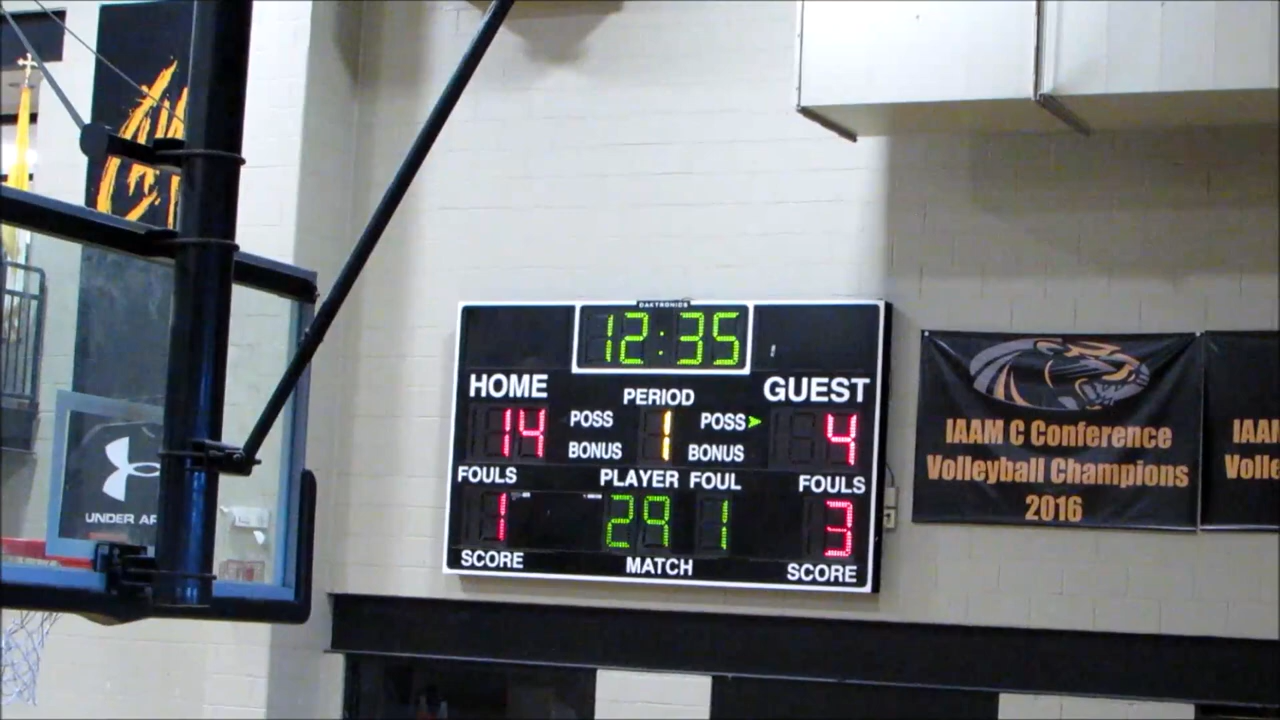 DAKTRONICS
12:35
HOME
PERIOD
GUEST
14
POSS
1
POSS
4
BONUS
BONUS
FOULS
PLAYER FOUL
FOULS
1
29 1
3
SCORE
MATCH
SCORE
UNDER AR
IAAM C Conference
Volleyball Champions
2016
IAAM
Volle